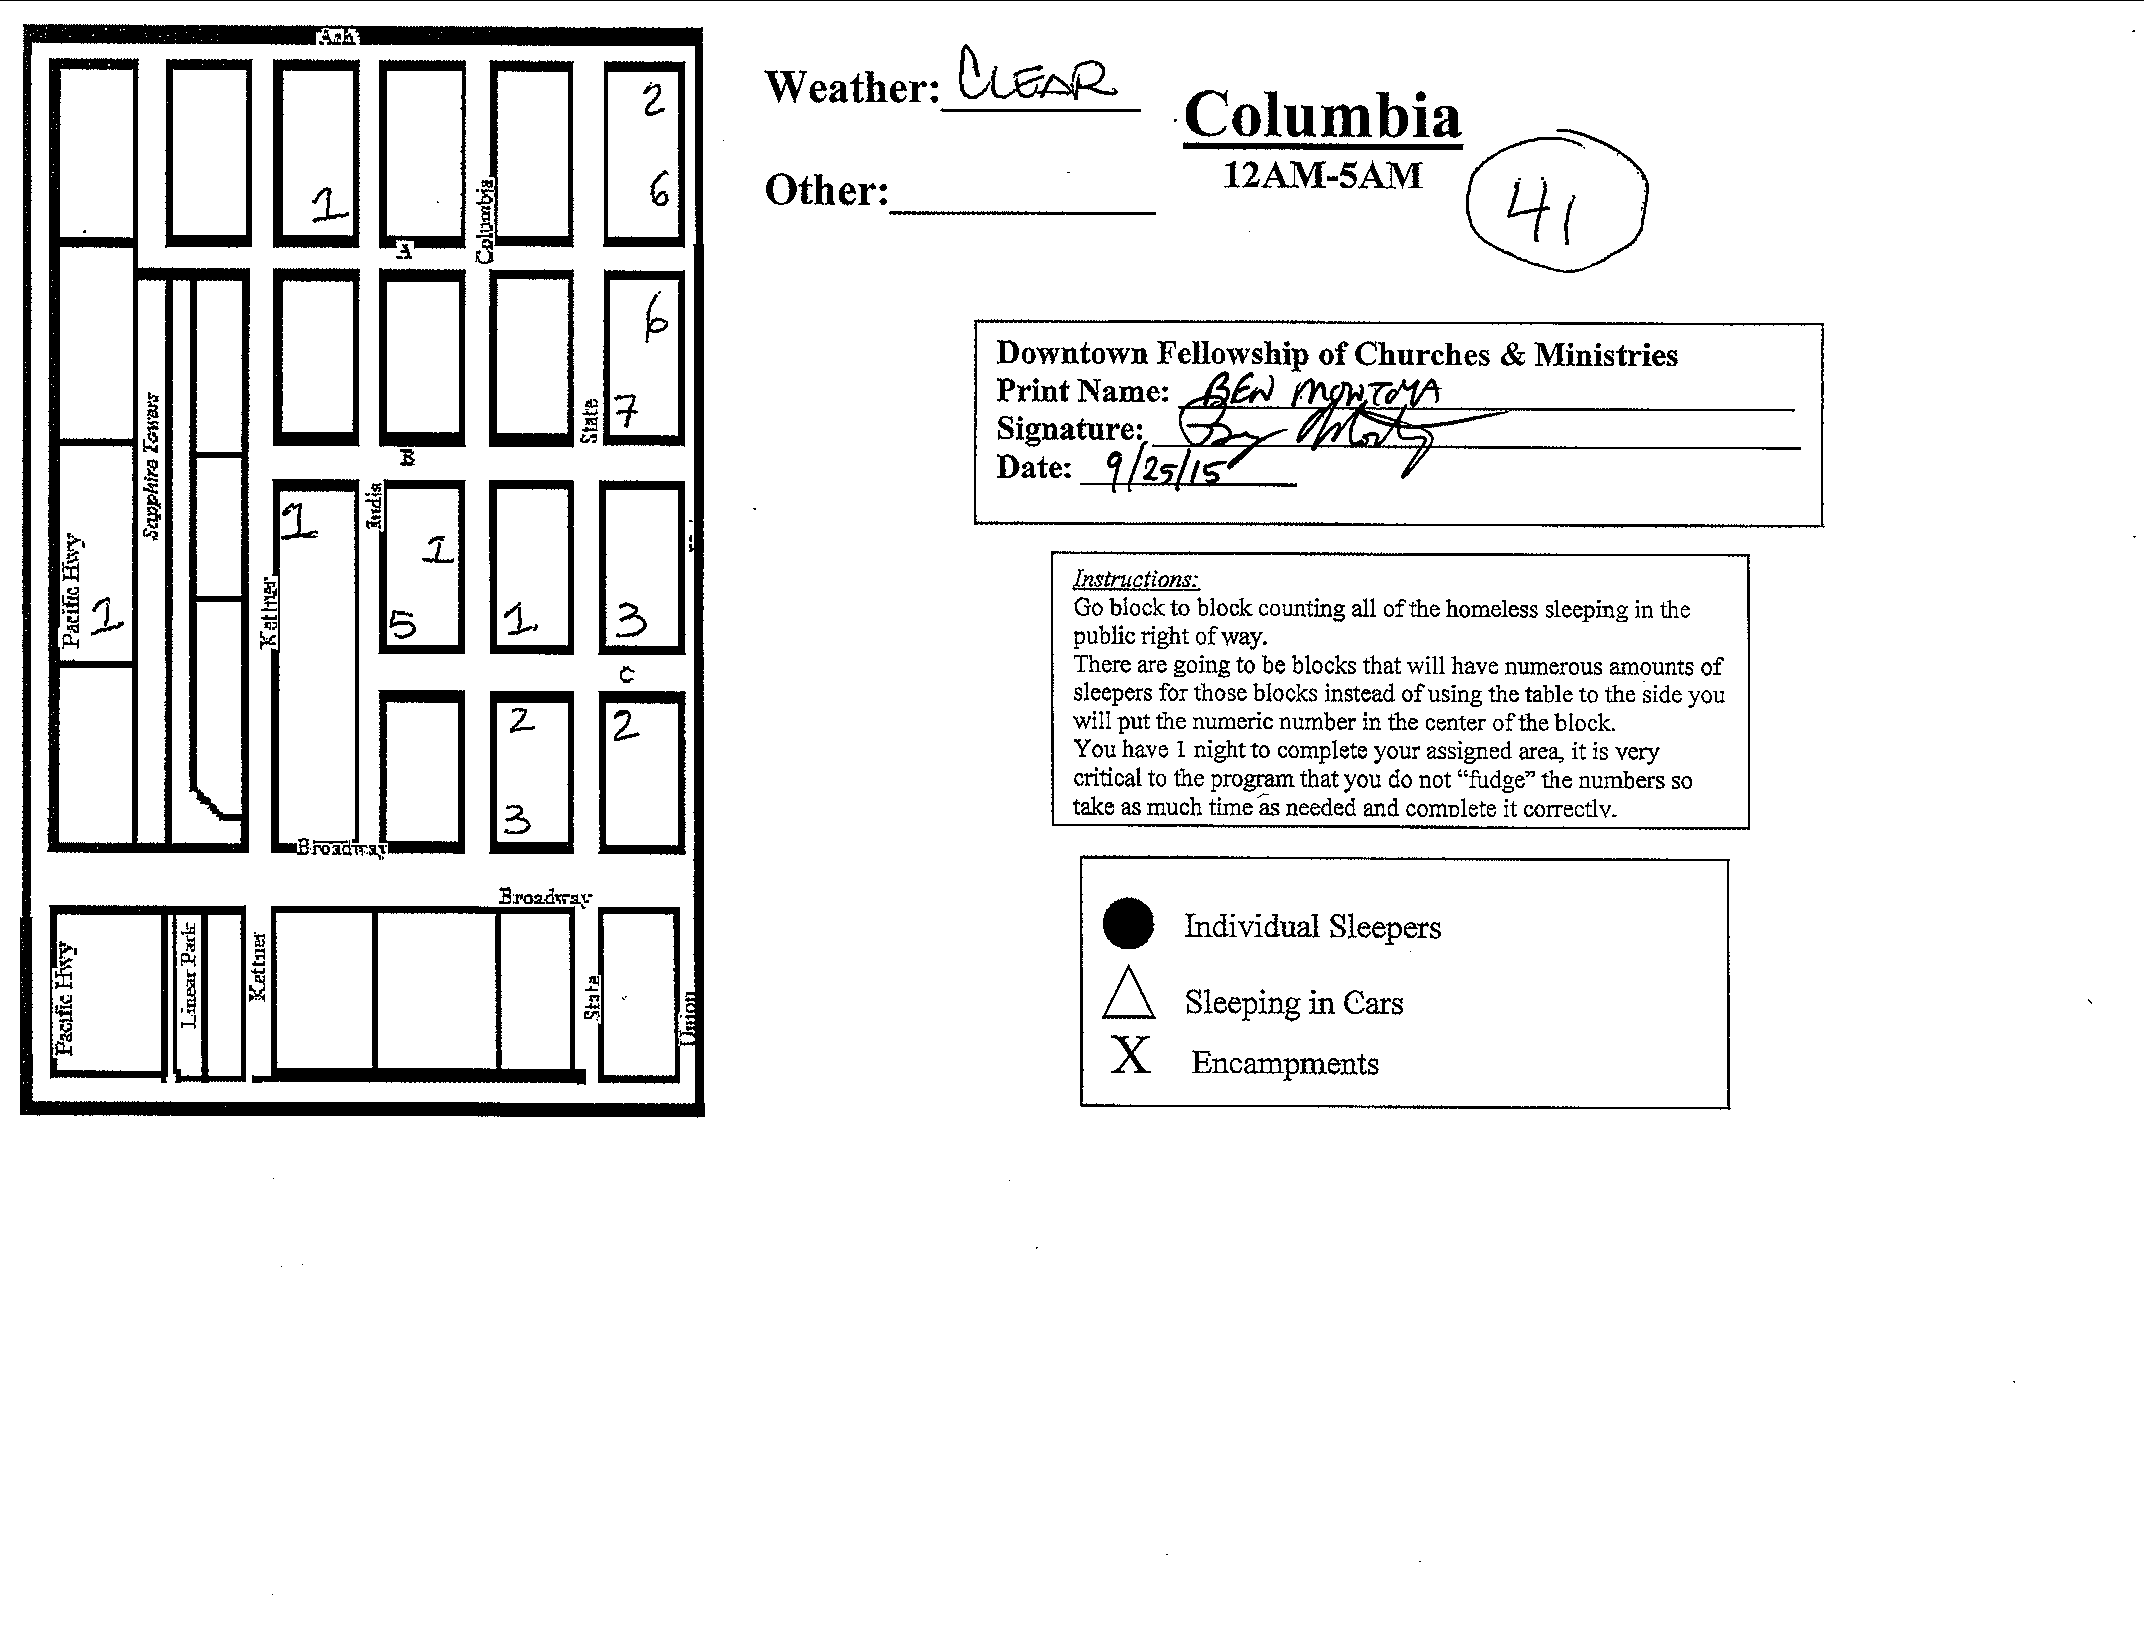 Ash
2
6
1
Columbia
6
7
State
B
Sapphire Towers
India
1
1
Pacific Hwy
1
Kettner
5
1
3
C
2
2
3
Broadway
Broadway
Pacific Hwy
Linear Park
Kettner
State
Union
Weather: CLEAR
Columbia
12AM-5AM
Other:
41
Downtown Fellowship of Churches & Ministries
Print Name: BEN MONTOYA
Signature:
Date: 9/25/15
Instructions:
Go block to block counting all of the homeless sleeping in the
public right of way.
There are going to be blocks that will have numerous amounts of
sleepers for those blocks instead of using the table to the side you
will put the numeric number in the center of the block.
You have 1 night to complete your assigned area, it is very
critical to the program that you do not “fudge” the numbers so
take as much time as needed and complete it correctly.
Individual Sleepers
Sleeping in Cars
X Encampments